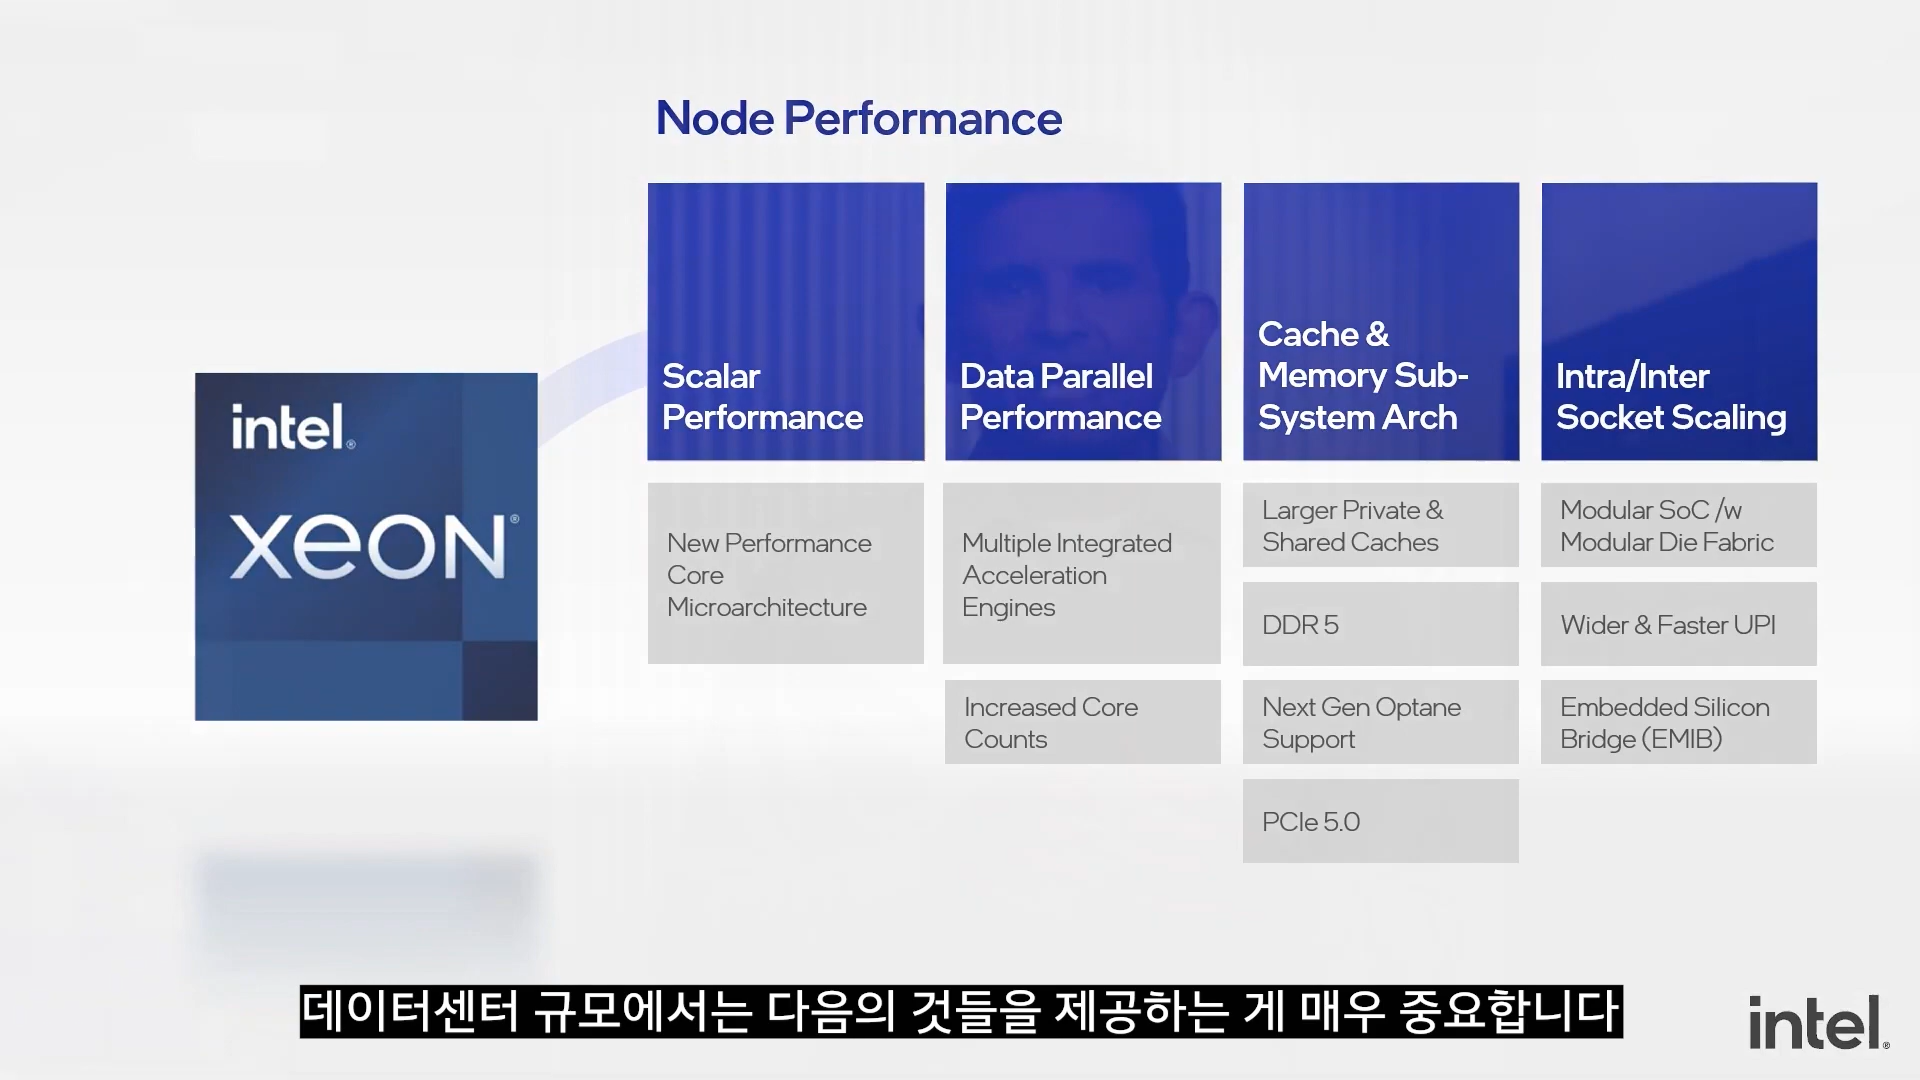 Node Performance
intel®
xeon®
Scalar
Performance
New Performance
Core
Microarchitecture
Data Parallel
Performance
Multiple Integrated
Acceleration
Engines
Increased Core
Counts
Cache &
Memory Sub-
System Arch
Larger Private &
Shared Caches
DDR 5
Next Gen Optane
Support
PCIe 5.0
Intra/Inter
Socket Scaling
Modular SoC /w
Modular Die Fabric
Wider & Faster UPI
Embedded Silicon
Bridge (EMIB)
데이터센터 규모에서는 다음의 것들을 제공하는 게 매우 중요합니다
intel®